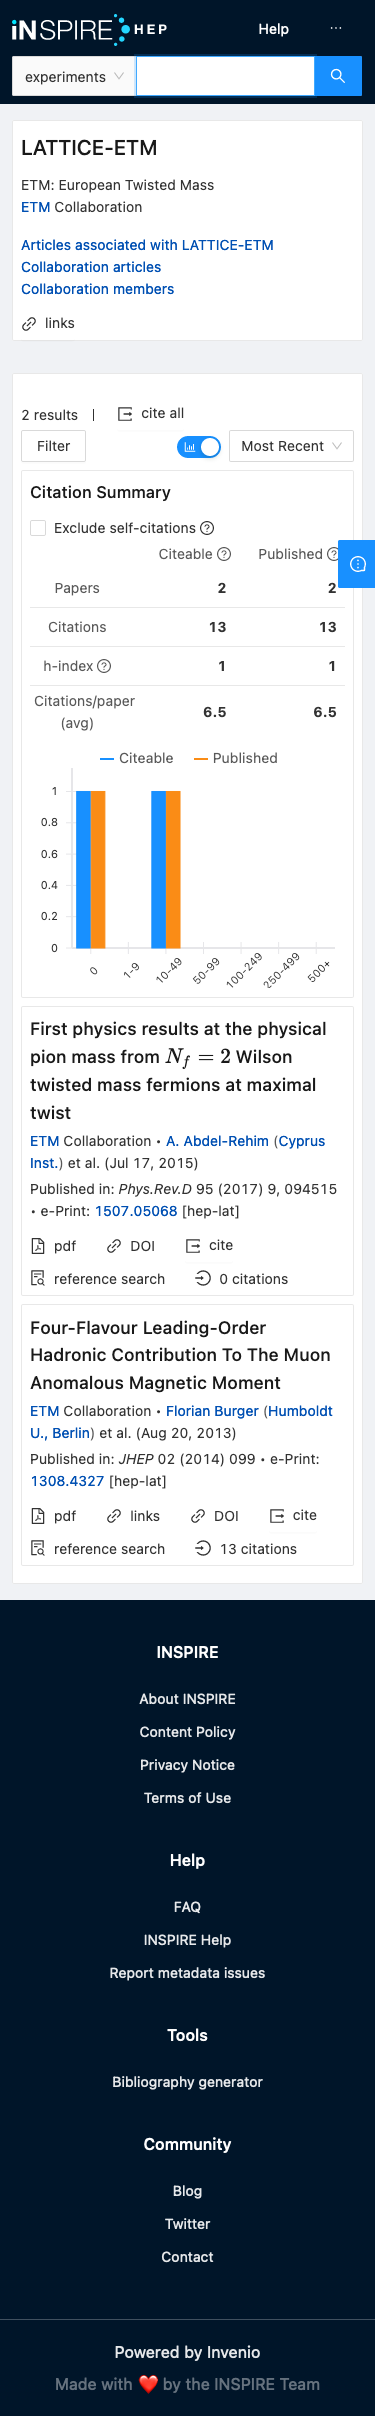 iNSPIRE HEP
Help ...
experiments
LATTICE-ETM
ETM: European Twisted Mass
ETM Collaboration
Articles associated with LATTICE-ETM
Collaboration articles
Collaboration members
links
2 results | cite all
Filter Most Recent
Citation Summary
Exclude self-citations
Citeable Published
Papers 2 2
Citations 13 13
h-index 1 1
Citations/paper
(avg) 6.5 6.5
Citeable Published
1
0.8
0.6
0.4
0.2
0
0 1-9 10-49 50-99 100-249 250-499 500+
First physics results at the physical
pion mass from N_f = 2 Wilson
twisted mass fermions at maximal
twist
ETM Collaboration • A. Abdel-Rehim (Cyprus
Inst.) et al. (Jul 17, 2015)
Published in: Phys.Rev.D 95 (2017) 9, 094515
• e-Print: 1507.05068 [hep-lat]
pdf DOI cite
reference search 0 citations
Four-Flavour Leading-Order
Hadronic Contribution To The Muon
Anomalous Magnetic Moment
ETM Collaboration • Florian Burger (Humboldt
U., Berlin) et al. (Aug 20, 2013)
Published in: JHEP 02 (2014) 099 • e-Print:
1308.4327 [hep-lat]
pdf links DOI cite
reference search 13 citations
INSPIRE
About INSPIRE
Content Policy
Privacy Notice
Terms of Use
Help
FAQ
INSPIRE Help
Report metadata issues
Tools
Bibliography generator
Community
Blog
Twitter
Contact
Powered by Invenio
Made with ❤️ by the INSPIRE Team